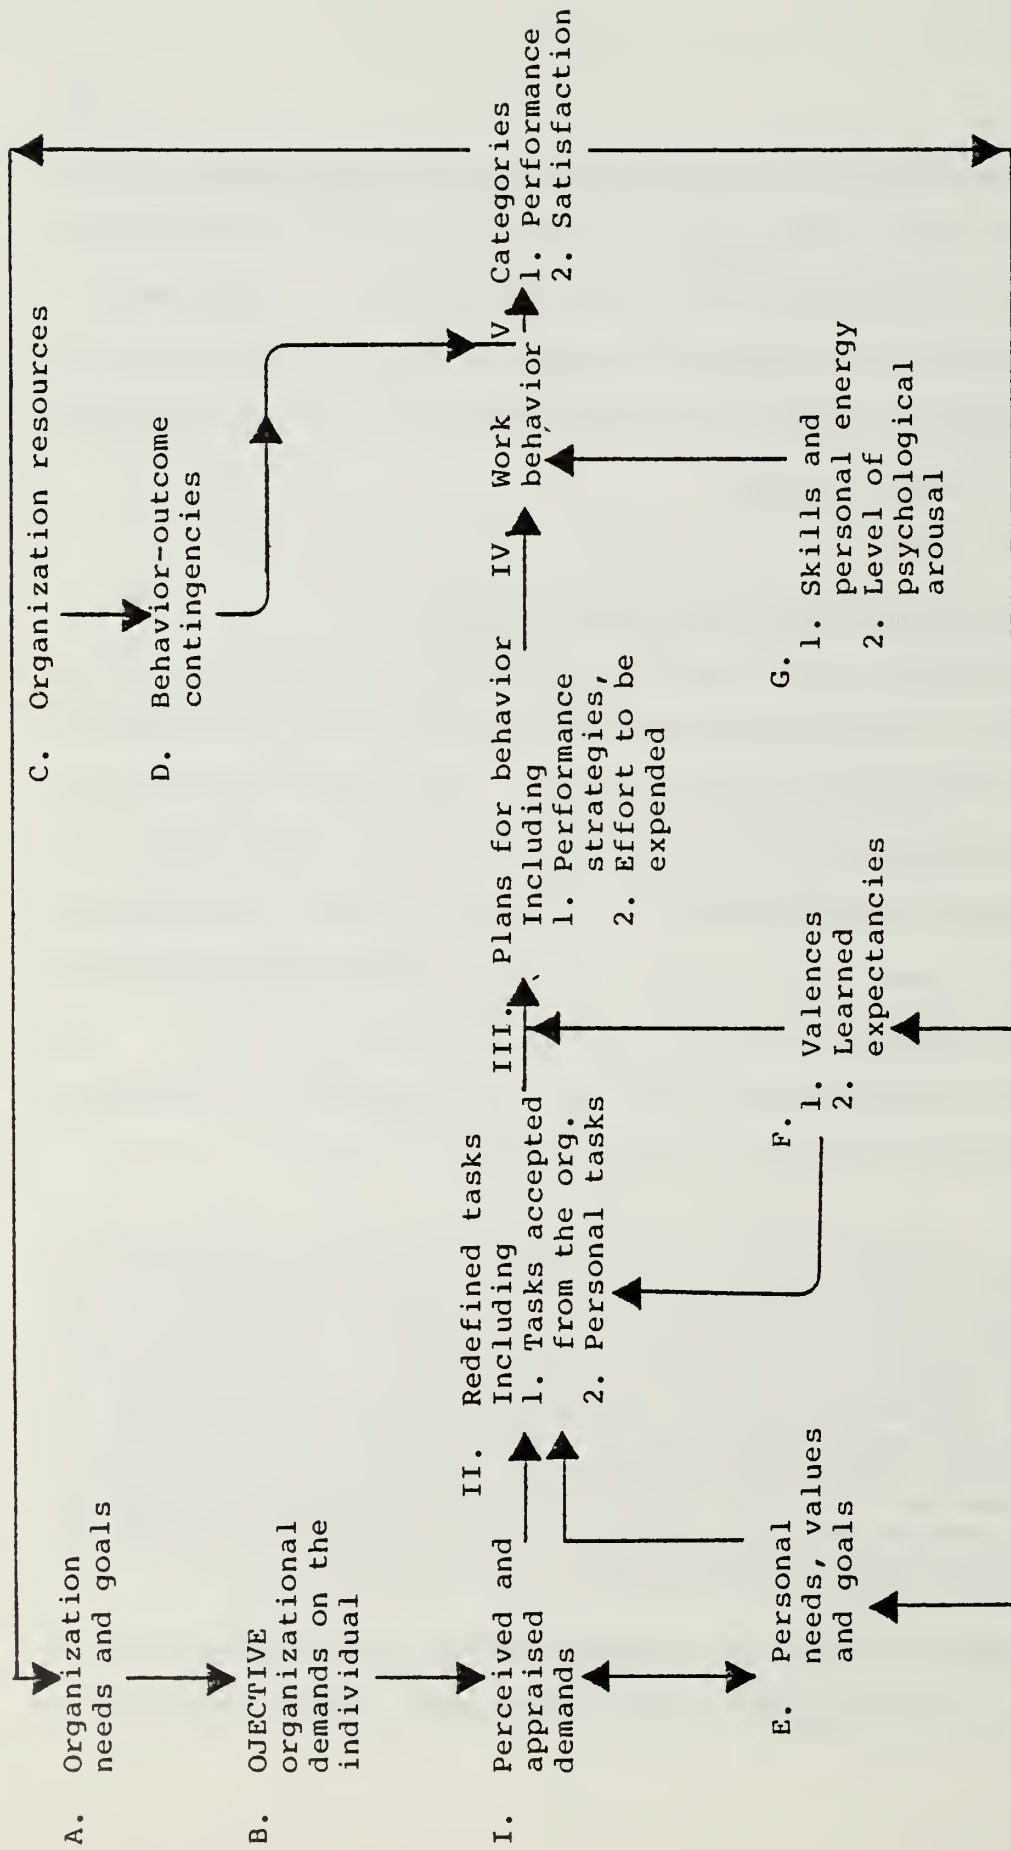 A. Organization
needs and goals
B. OJECTIVE
organizational
demands on the
individual
C. Organization resources
D. Behavior-outcome
contingencies
I. Perceived and
appraised
demands
II. Redefined tasks
Including
1. Tasks accepted
from the org.
2. Personal tasks
III. Plans for behavior
Including
1. Performance
strategies,
2. Effort to be
expended
IV Work
behavior
V Categories
1. Performance
2. Satisfaction
E. Personal
needs, values
and goals
F.
1. Valences
2. Learned
expectancies
G.
1. Skills and
personal energy
2. Level of
psychological
arousal